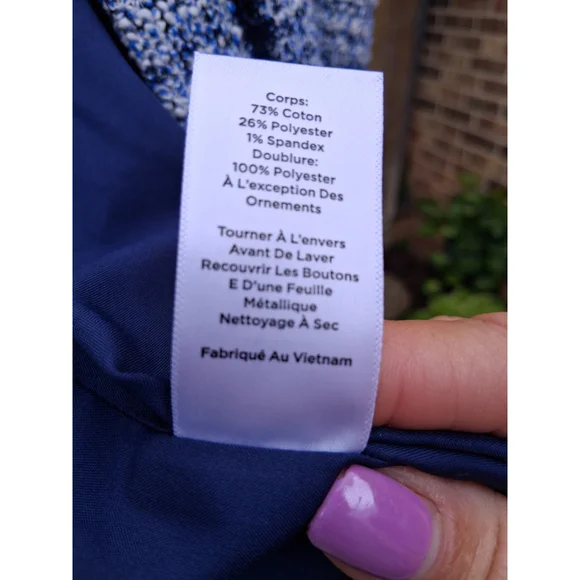 Corps:
73% Coton
26% Polyester
1% Spandex
Doublure:
100% Polyester
À L'exception Des
Ornements
Tourner À L'envers
Avant De Laver
Recouvrir Les Boutons
E D'une Feuille
Métallique
Nettoyage À Sec
Fabriqué Au Vietnam